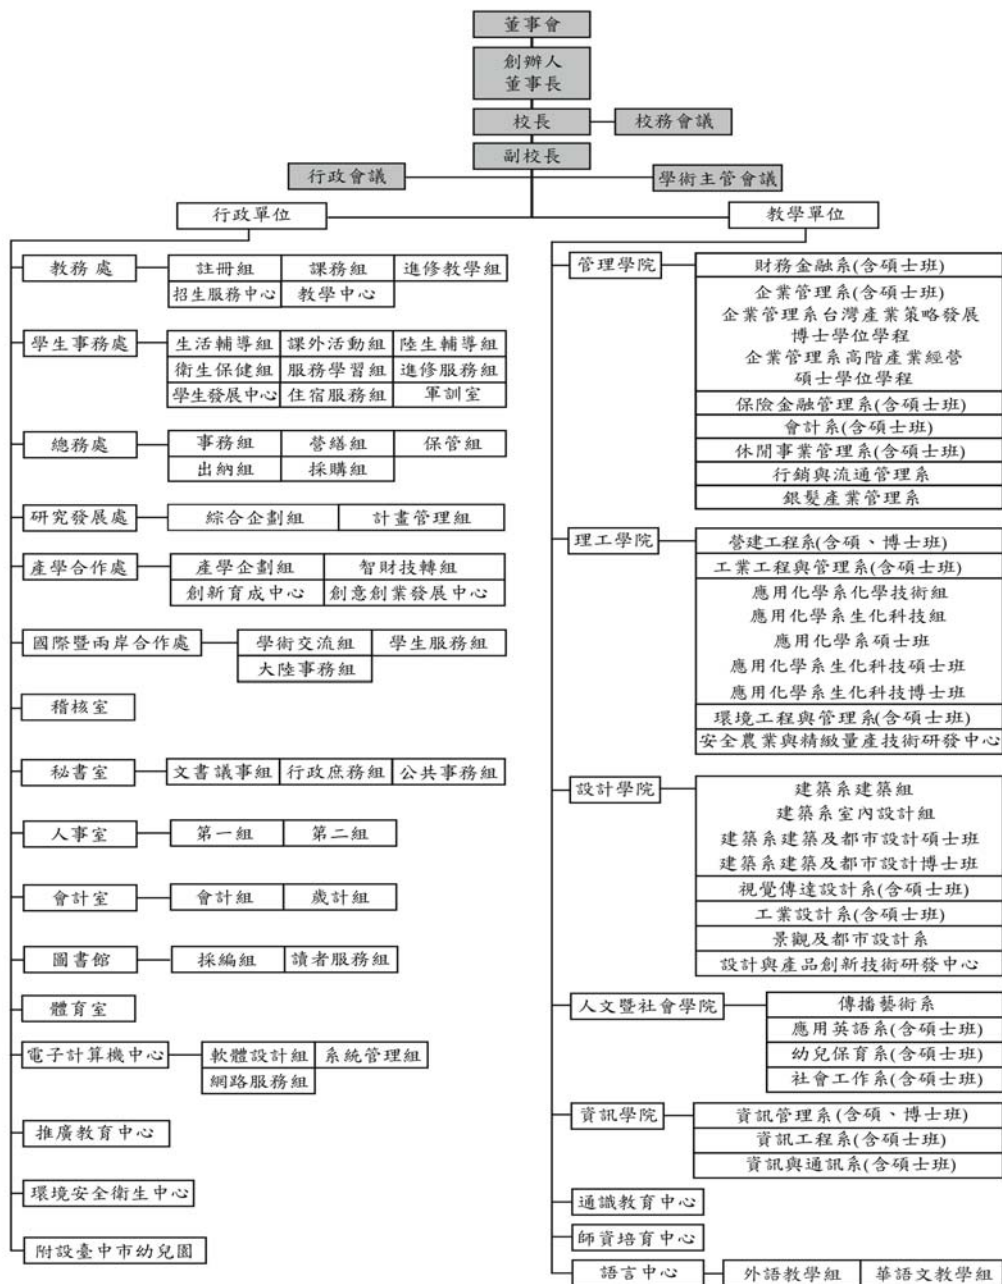 董事會
創辦人
董事長
校長
校務會議
副校長
行政會議
學術主管會議
行政單位
教務處
註冊組 課務組 進修教學組
招生服務中心 教學中心
學生事務處
生活輔導組 課外活動組 陸生輔導組
衛生保健組 服務學習組 進修服務組
學生發展中心 住宿服務組 軍訓室
總務處
事務組 營繕組 保管組
出納組 採購組
研究發展處
綜合企劃組 計畫管理組
產學合作處
產學企劃組 智財技轉組
創新育成中心 創意創業發展中心
國際暨兩岸合作處
學術交流組 學生服務組
大陸事務組
稽核室
秘書室
文書議事組 行政庶務組 公共事務組
人事室
第一組 第二組
會計室
會計組 歲計組
圖書館
採編組 讀者服務組
體育室
電子計算機中心
軟體設計組 系統管理組
網路服務組
推廣教育中心
環境安全衛生中心
附設臺中市幼兒園
教學單位
管理學院
財務金融系(含碩士班)
企業管理系(含碩士班)
企業管理系台灣產業策略發展
博士學位學程
企業管理系高階產業經營
碩士學位學程
保險金融管理系(含碩士班)
會計系(含碩士班)
休閒事業管理系(含碩士班)
行銷與流通管理系
銀髮產業管理系
理工學院
營建工程系(含碩、博士班)
工業工程與管理系(含碩士班)
應用化學系化學技術組
應用化學系生化科技組
應用化學系碩士班
應用化學系生化科技碩士班
應用化學系生化科技博士班
環境工程與管理系(含碩士班)
安全農業與精緻量產技術研發中心
設計學院
建築系建築組
建築系室內設計組
建築系建築及都市設計碩士班
建築系建築及都市設計博士班
視覺傳達設計系(含碩士班)
工業設計系(含碩士班)
景觀及都市設計系
設計與產品創新技術研發中心
人文暨社會學院
傳播藝術系
應用英語系(含碩士班)
幼兒保育系(含碩士班)
社會工作系(含碩士班)
資訊學院
資訊管理系(含碩、博士班)
資訊工程系(含碩士班)
資訊與通訊系(含碩士班)
通識教育中心
師資培育中心
語言中心
外語教學組 華語文教學組